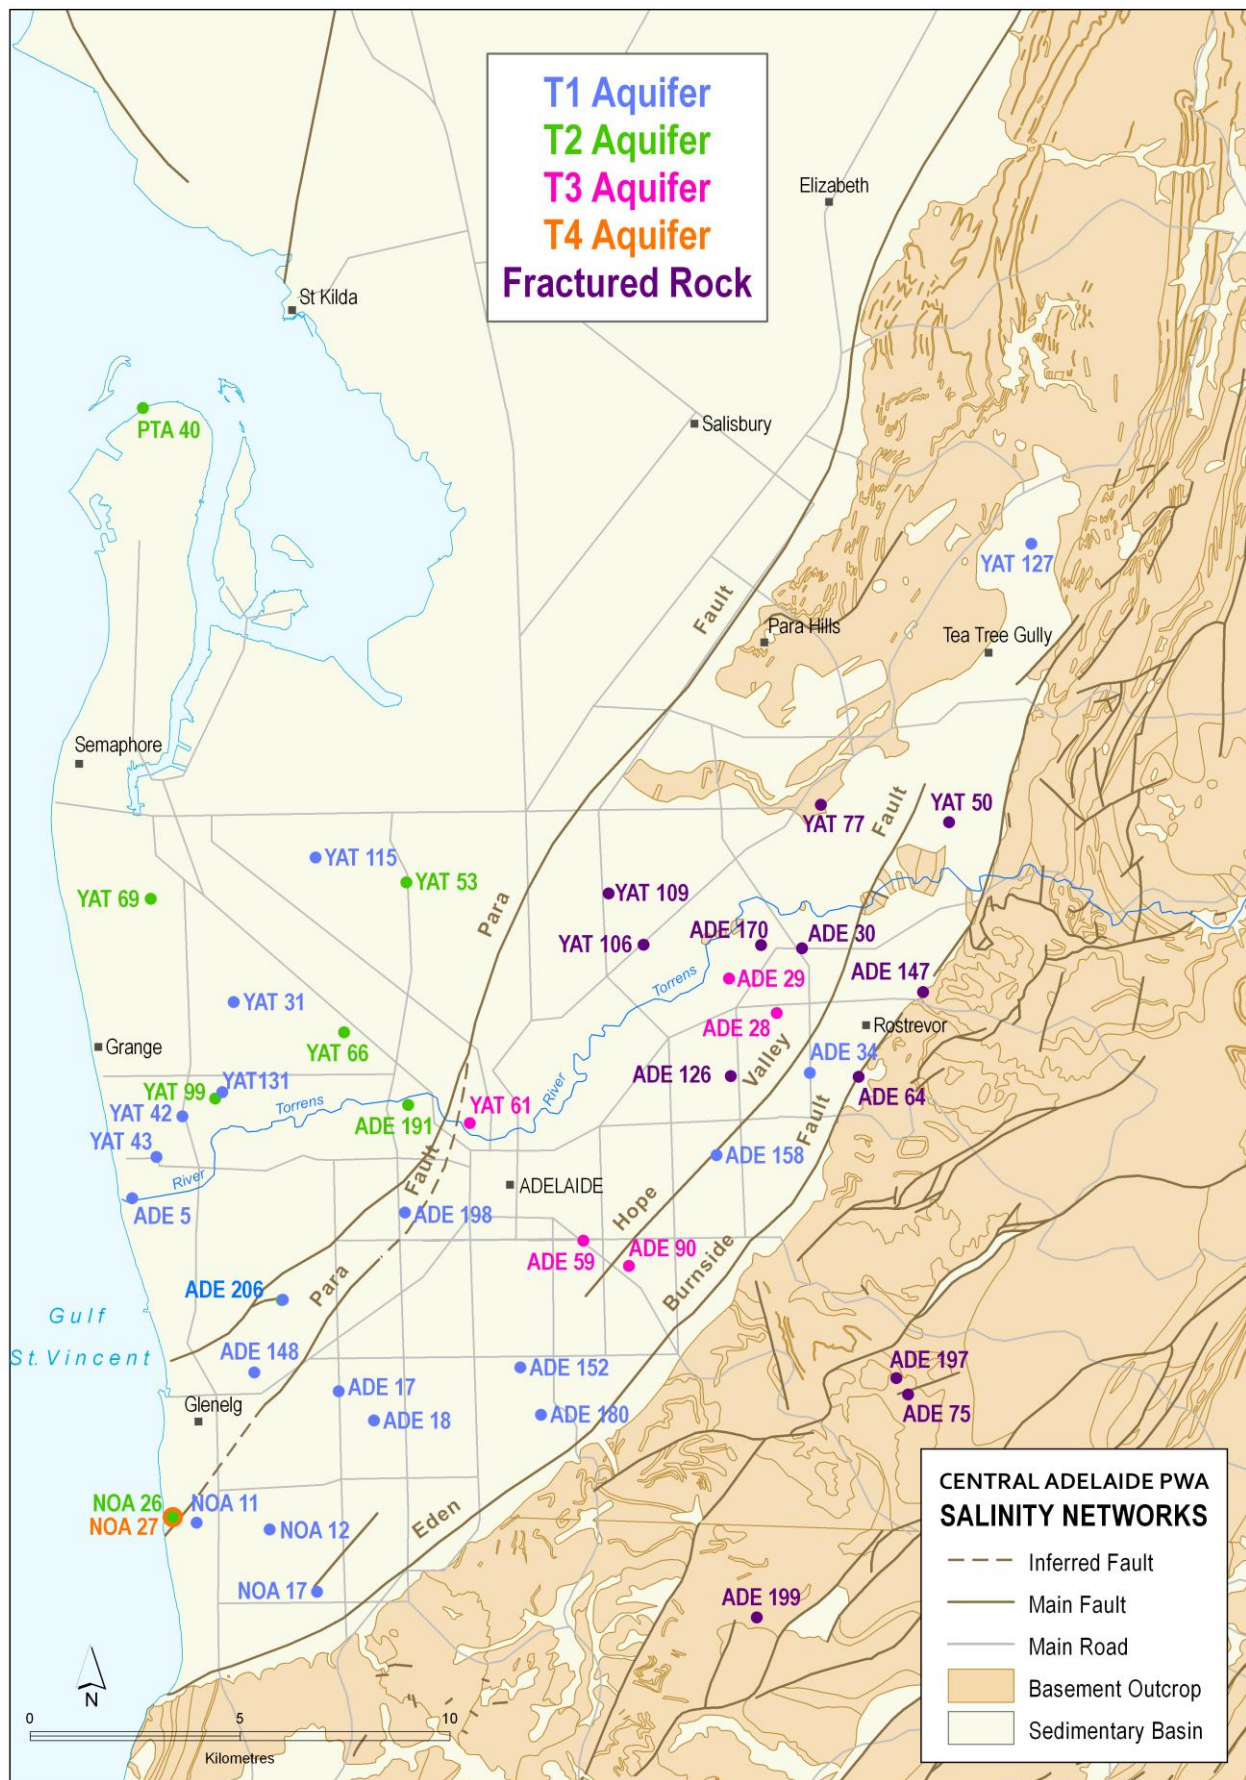 T1 Aquifer
T2 Aquifer
T3 Aquifer
T4 Aquifer
Fractured Rock
Elizabeth
St Kilda
PTA 40
Salisbury
YAT 127
Fault
Para Hills
Tea Tree Gully
Semaphore
YAT 77
Fault
YAT 50
YAT 115
YAT 53
YAT 69
YAT 109
Para
YAT 106
ADE 170
ADE 30
ADE 29
Torrens
ADE 147
YAT 31
ADE 28
Rostrevor
YAT 66
Grange
Valley
ADE 34
ADE 126
ADE 64
YAT 99
YAT131
River
YAT 42
Torrens
ADE 191
YAT 61
Fault
YAT 43
ADE 158
River
Fault
ADELAIDE
ADE 5
ADE 198
Hope
ADE 59
ADE 90
Burnside
Para
ADE 206
Gulf
St. Vincent
ADE 148
ADE 152
ADE 197
ADE 17
ADE 75
Glenelg
ADE 18
ADE 180
NOA 26
NOA 27
NOA 11
NOA 12
Eden
NOA 17
ADE 199
CENTRAL ADELAIDE PWA
SALINITY NETWORKS
Inferred Fault
Main Fault
Main Road
Basement Outcrop
Sedimentary Basin
N
0 5 10
Kilometres